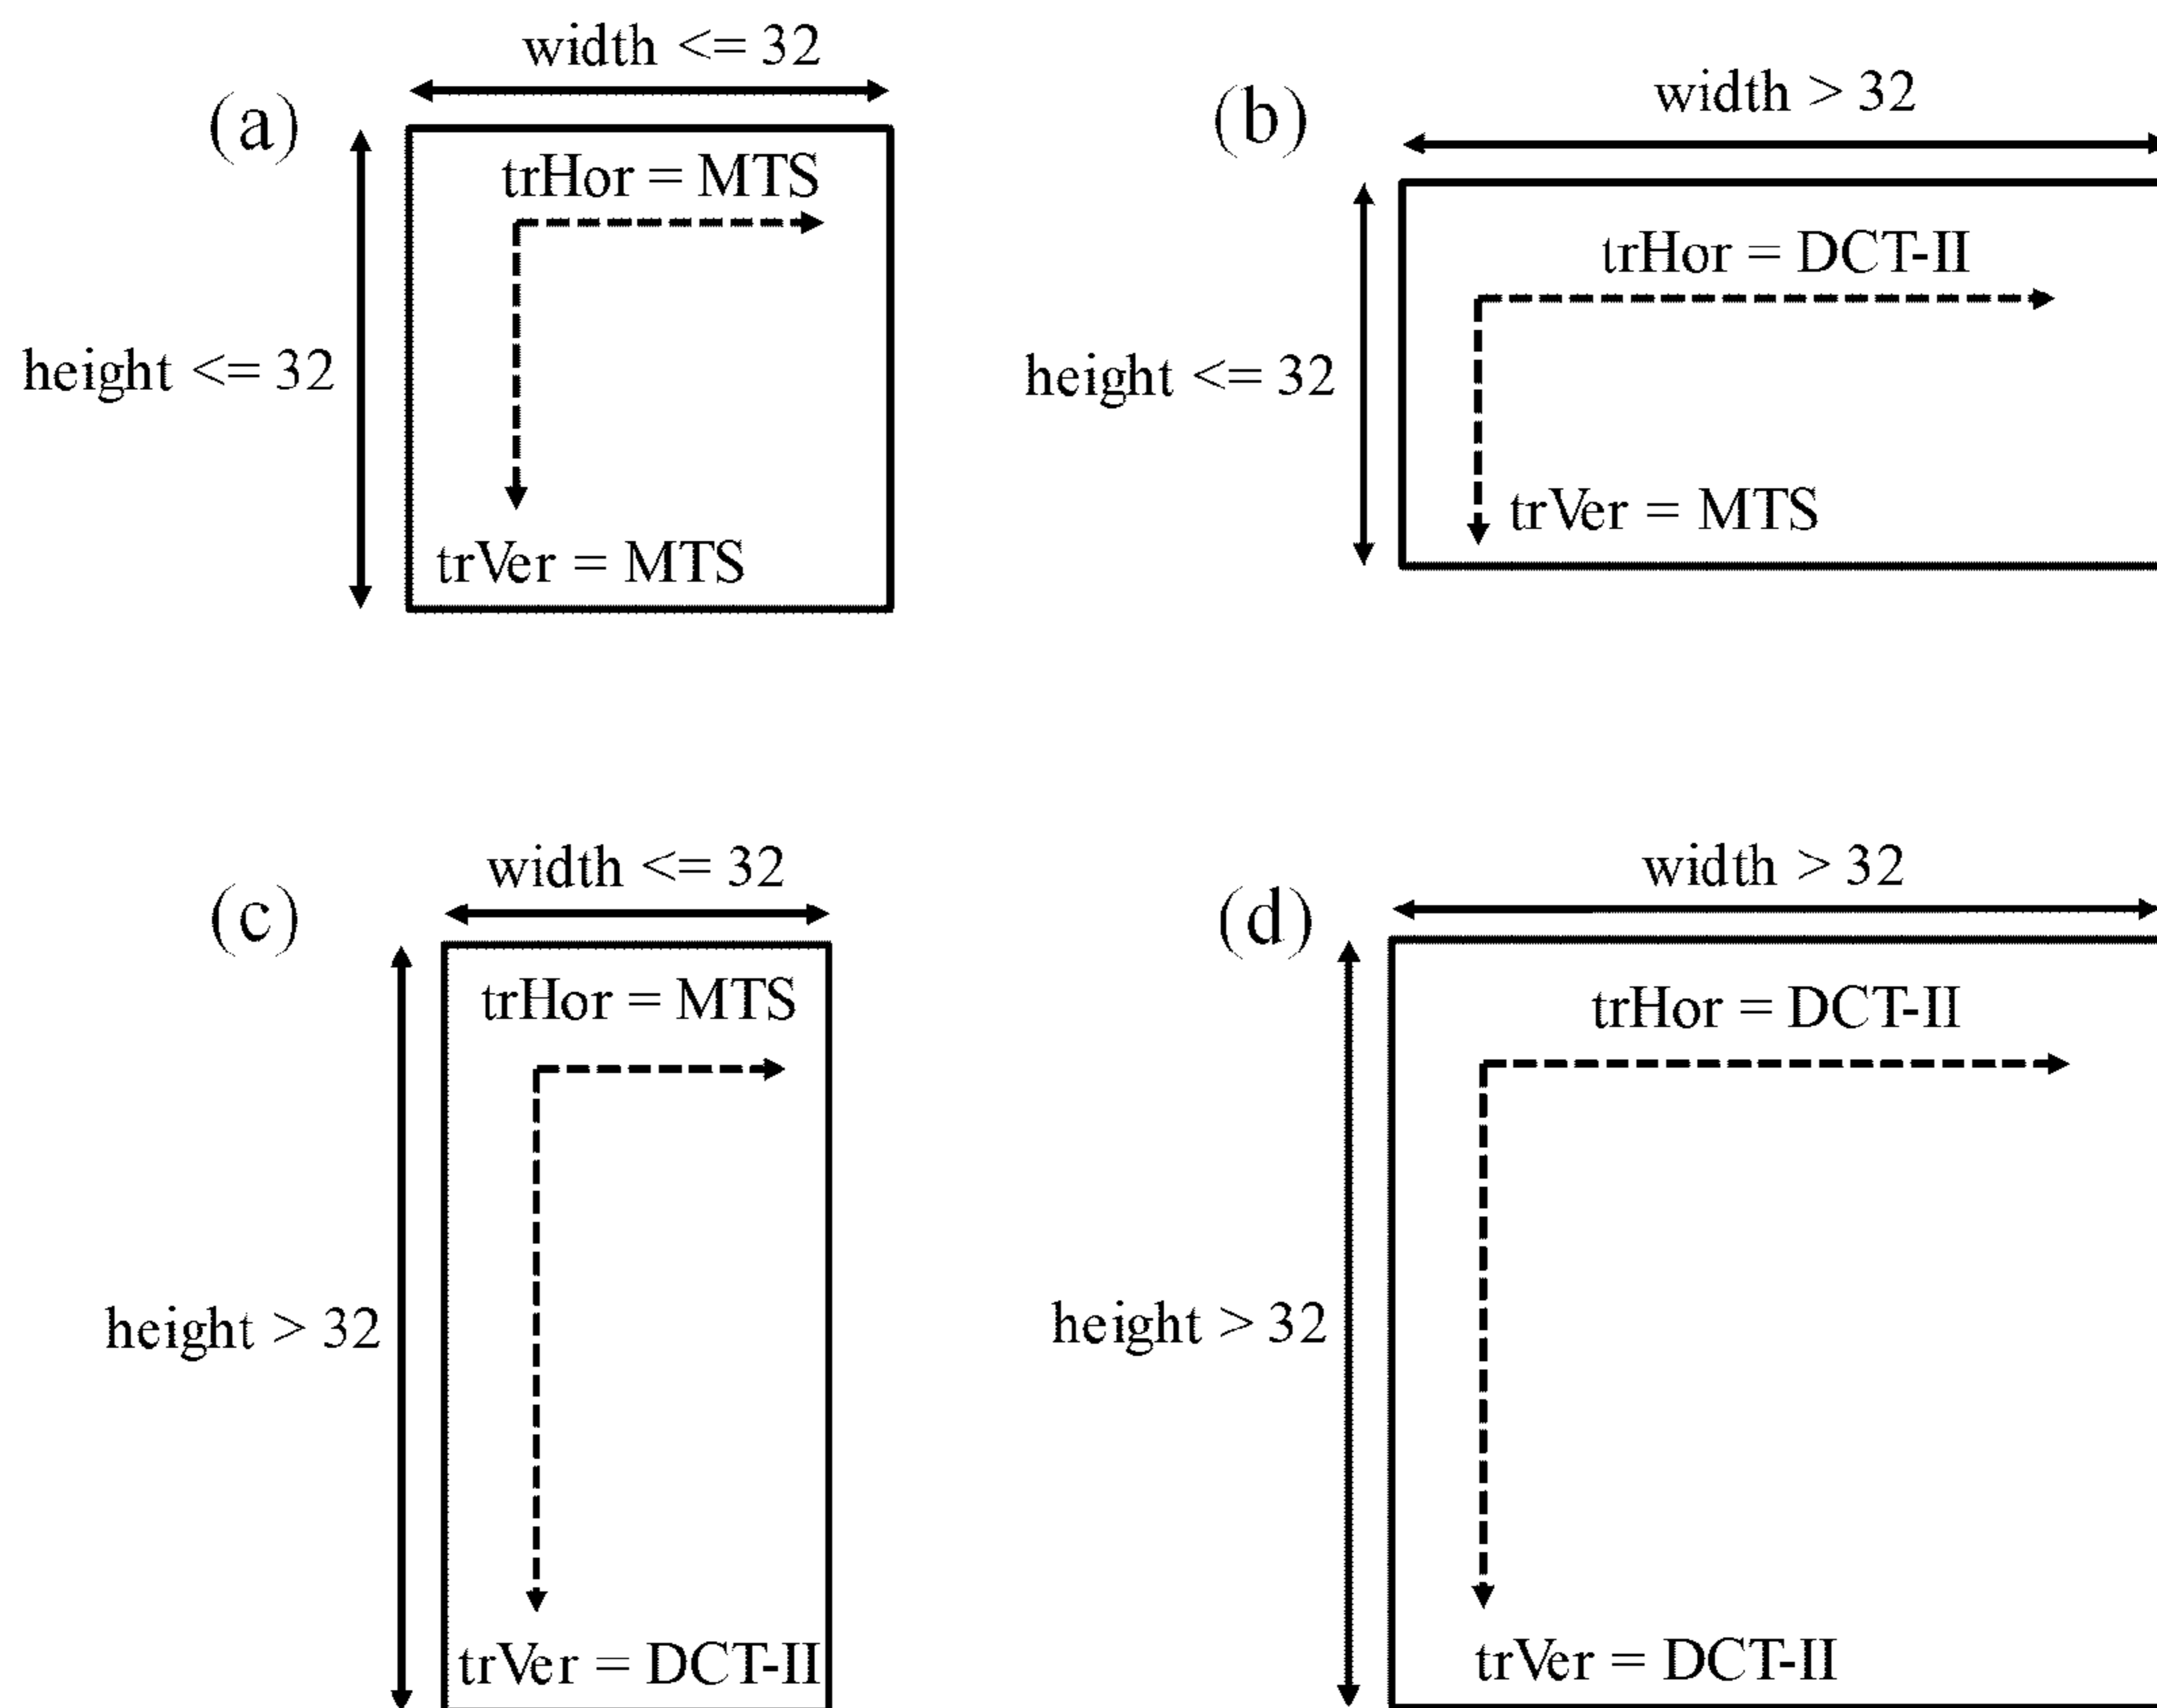 (a)
width <= 32
height <= 32
trHor = MTS
trVer = MTS
(b)
width > 32
height <= 32
trHor = DCT-II
trVer = MTS
(c)
width <= 32
height > 32
trHor = MTS
trVer = DCT-II
(d)
width > 32
height > 32
trHor = DCT-II
trVer = DCT-II